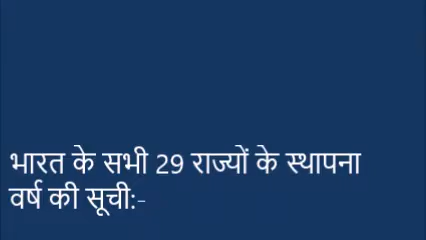 भारत के सभी 29 राज्यों के स्थापना
वर्ष की सूची:-